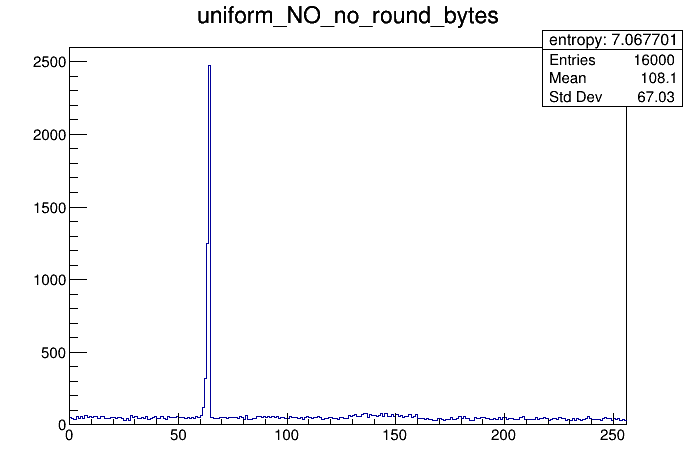 uniform_NO_no_round_bytes
entropy: 7.067701
Entries 16000
Mean 108.1
Std Dev 67.03
2500
2000
1500
1000
500
0
0 50 100 150 200 250